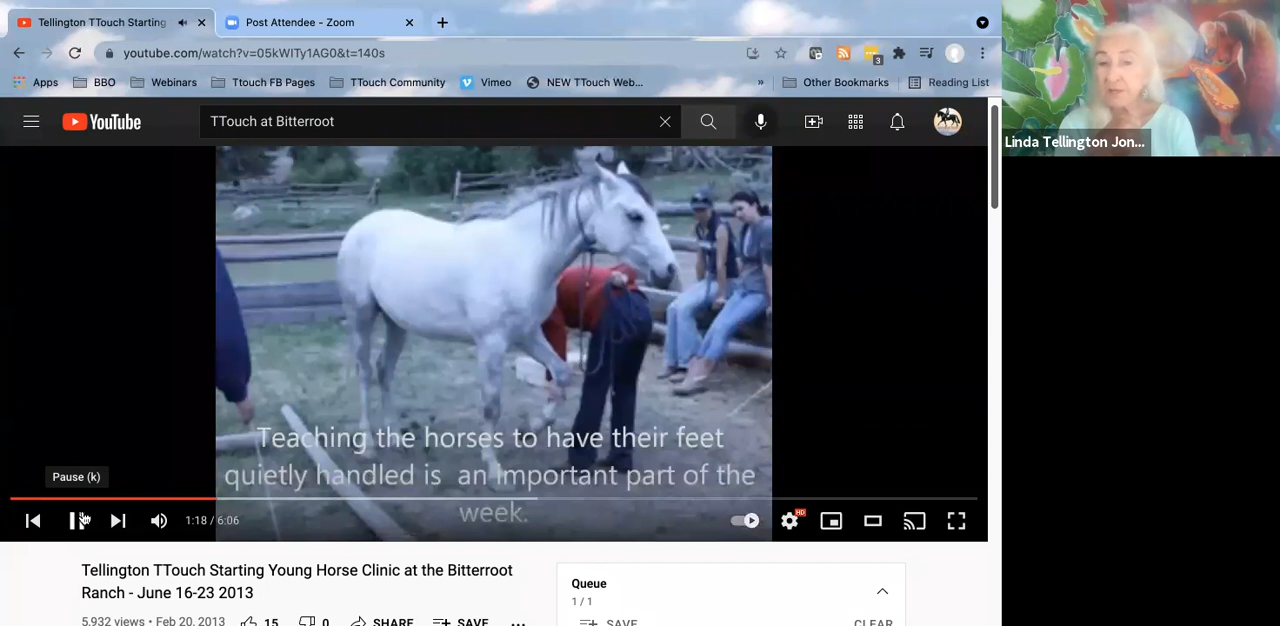 Tellington TTouch Starting
Post Attendee - Zoom
youtube.com/watch?v=05kWITy1AG0&t=140s
3
Apps
BBO
Webinars
Ttouch FB Pages
TTouch Community
Vimeo
NEW TTouch Web...
»
Other Bookmarks
Reading List
YouTube
TTouch at Bitterroot
Linda Tellington Jon...
Teaching the horses to have their feet
quietly handled is an important part of the
week.
Pause (k)
1:18 / 6:06
HD
Tellington TTouch Starting Young Horse Clinic at the Bitterroot
Ranch - June 16-23 2013
5,932 views • Feb 20, 2013
15
0
SHARE
SAVE
...
Queue
1 / 1
SAVE
CLEAR